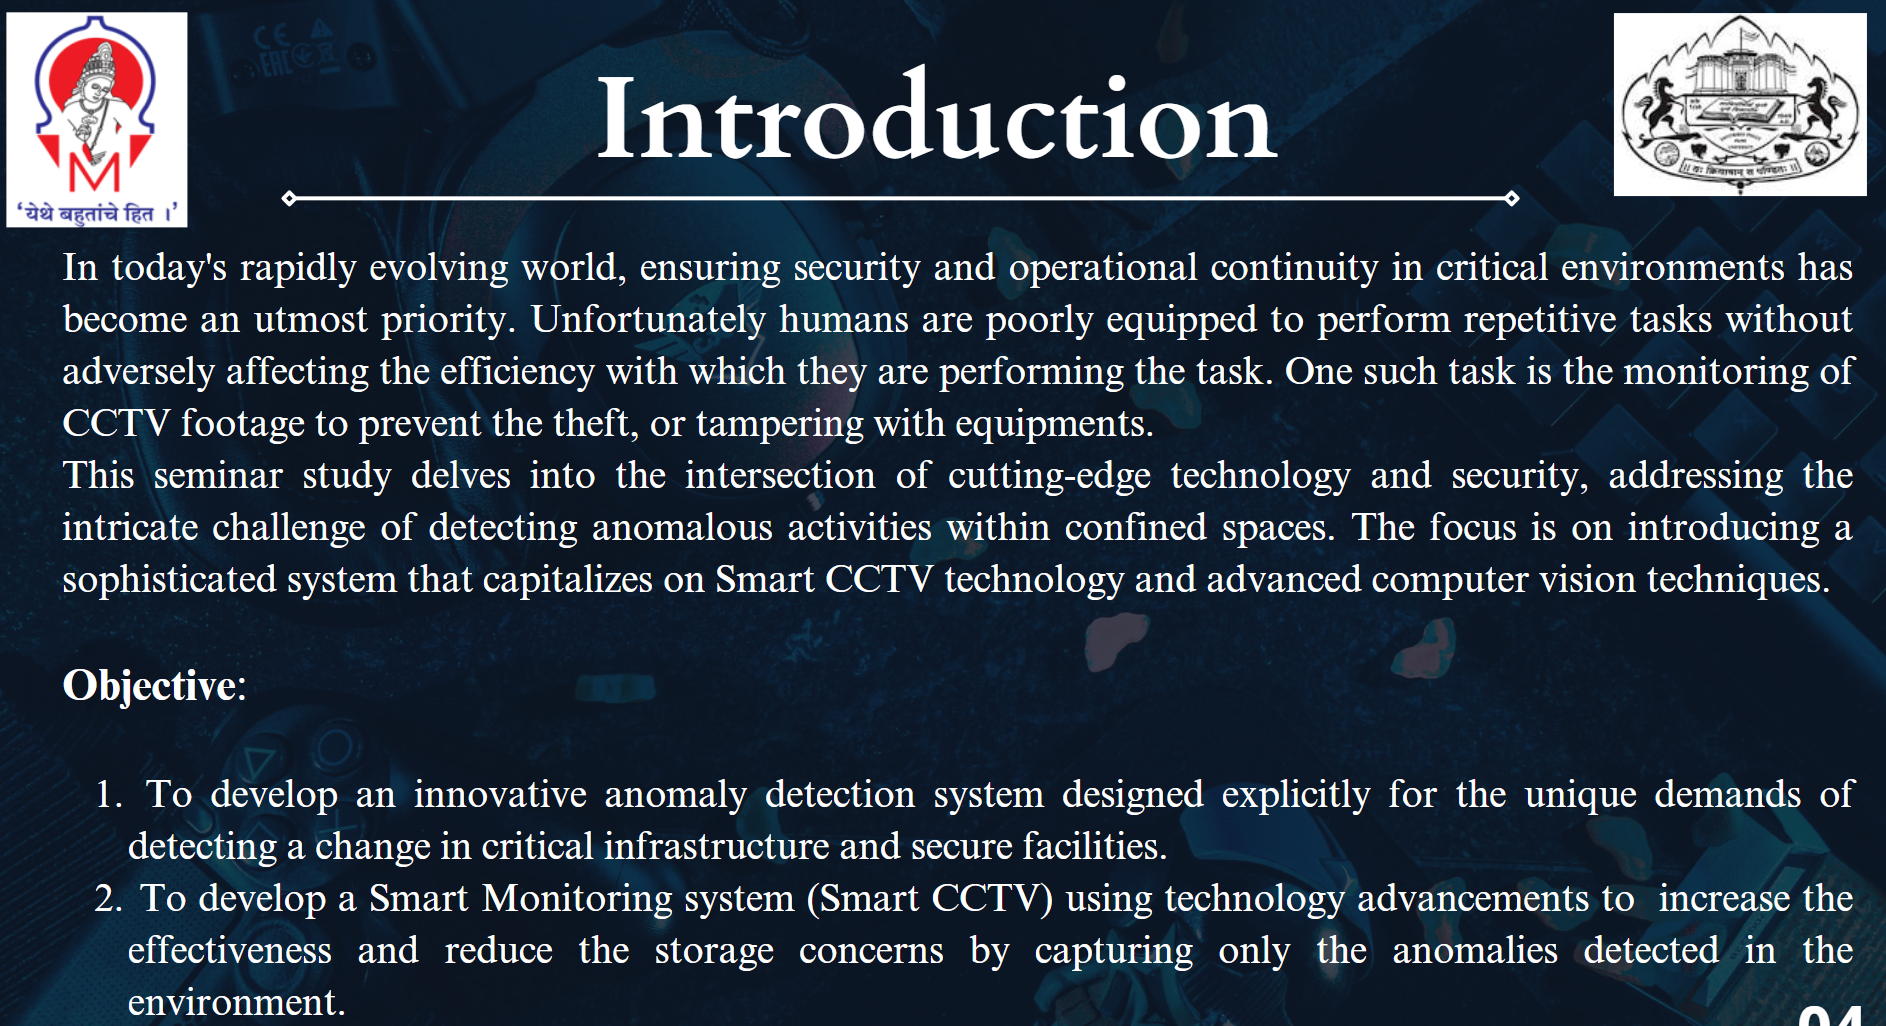 Introduction
M
'येथे बहुतांचे हित ।'
|| यः क्रियावान् स पण्डितः ||
In today's rapidly evolving world, ensuring security and operational continuity in critical environments has
become an utmost priority. Unfortunately humans are poorly equipped to perform repetitive tasks without
adversely affecting the efficiency with which they are performing the task. One such task is the monitoring of
CCTV footage to prevent the theft, or tampering with equipments.
This seminar study delves into the intersection of cutting-edge technology and security, addressing the
intricate challenge of detecting anomalous activities within confined spaces. The focus is on introducing a
sophisticated system that capitalizes on Smart CCTV technology and advanced computer vision techniques.
Objective:
1. To develop an innovative anomaly detection system designed explicitly for the unique demands of
detecting a change in critical infrastructure and secure facilities.
2. To develop a Smart Monitoring system (Smart CCTV) using technology advancements to increase the
effectiveness and reduce the storage concerns by capturing only the anomalies detected in the
environment.
04